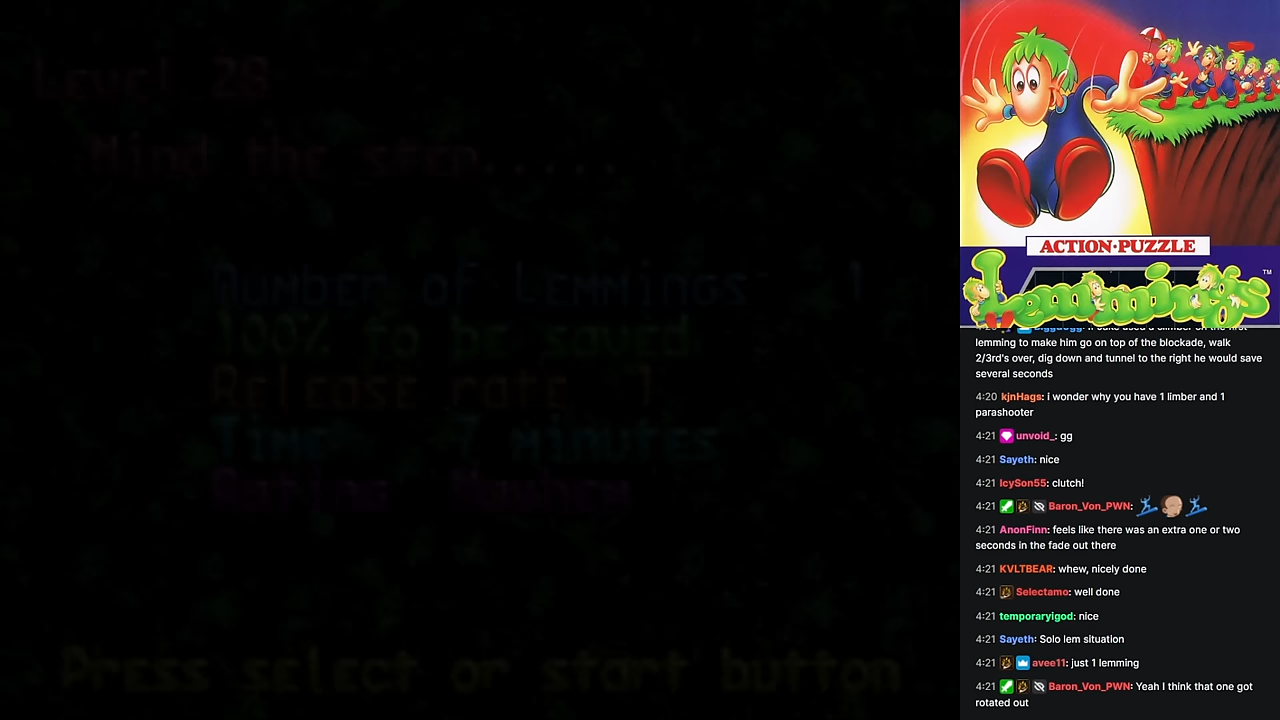 Level 28
Mind the step......
Number of Lemmings 1
100% to be saved
Release rate 1
Time 7 minutes
Rating Mayhem
Press select or start button
ACTION·PUZZLE
Lemmings
TM
lemming to make him go on top of the blockade, walk
2/3rd's over, dig down and tunnel to the right he would save
several seconds
4:20 kjnHags: i wonder why you have 1 limber and 1
parashooter
4:21 unvoid_: gg
4:21 Sayeth: nice
4:21 IcySon55: clutch!
4:21 Baron_Von_PWN:
4:21 AnonFinn: feels like there was an extra one or two
seconds in the fade out there
4:21 KVLTBEAR: whew, nicely done
4:21 Selectamo: well done
4:21 temporaryigod: nice
4:21 Sayeth: Solo lem situation
4:21 avee11: just 1 lemming
4:21 Baron_Von_PWN: Yeah I think that one got
rotated out